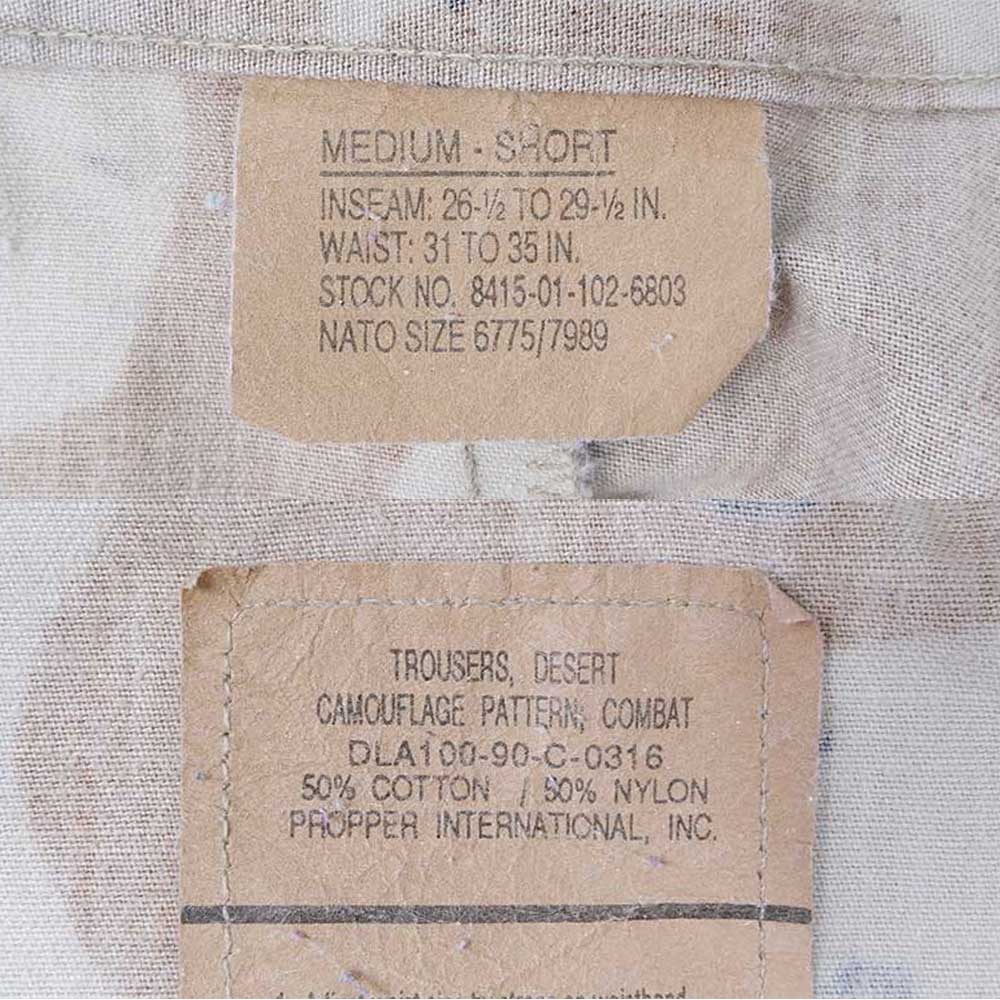 MEDIUM - SHORT
INSEAM: 26-½ TO 29-½ IN.
WAIST: 31 TO 35 IN.
STOCK NO. 8415-01-102-6803
NATO SIZE 6775/7989
TROUSERS, DESERT
CAMOUFLAGE PATTERN; COMBAT
DLA100-90-C-0316
50% COTTON / 50% NYLON
PROPPER INTERNATIONAL, INC.